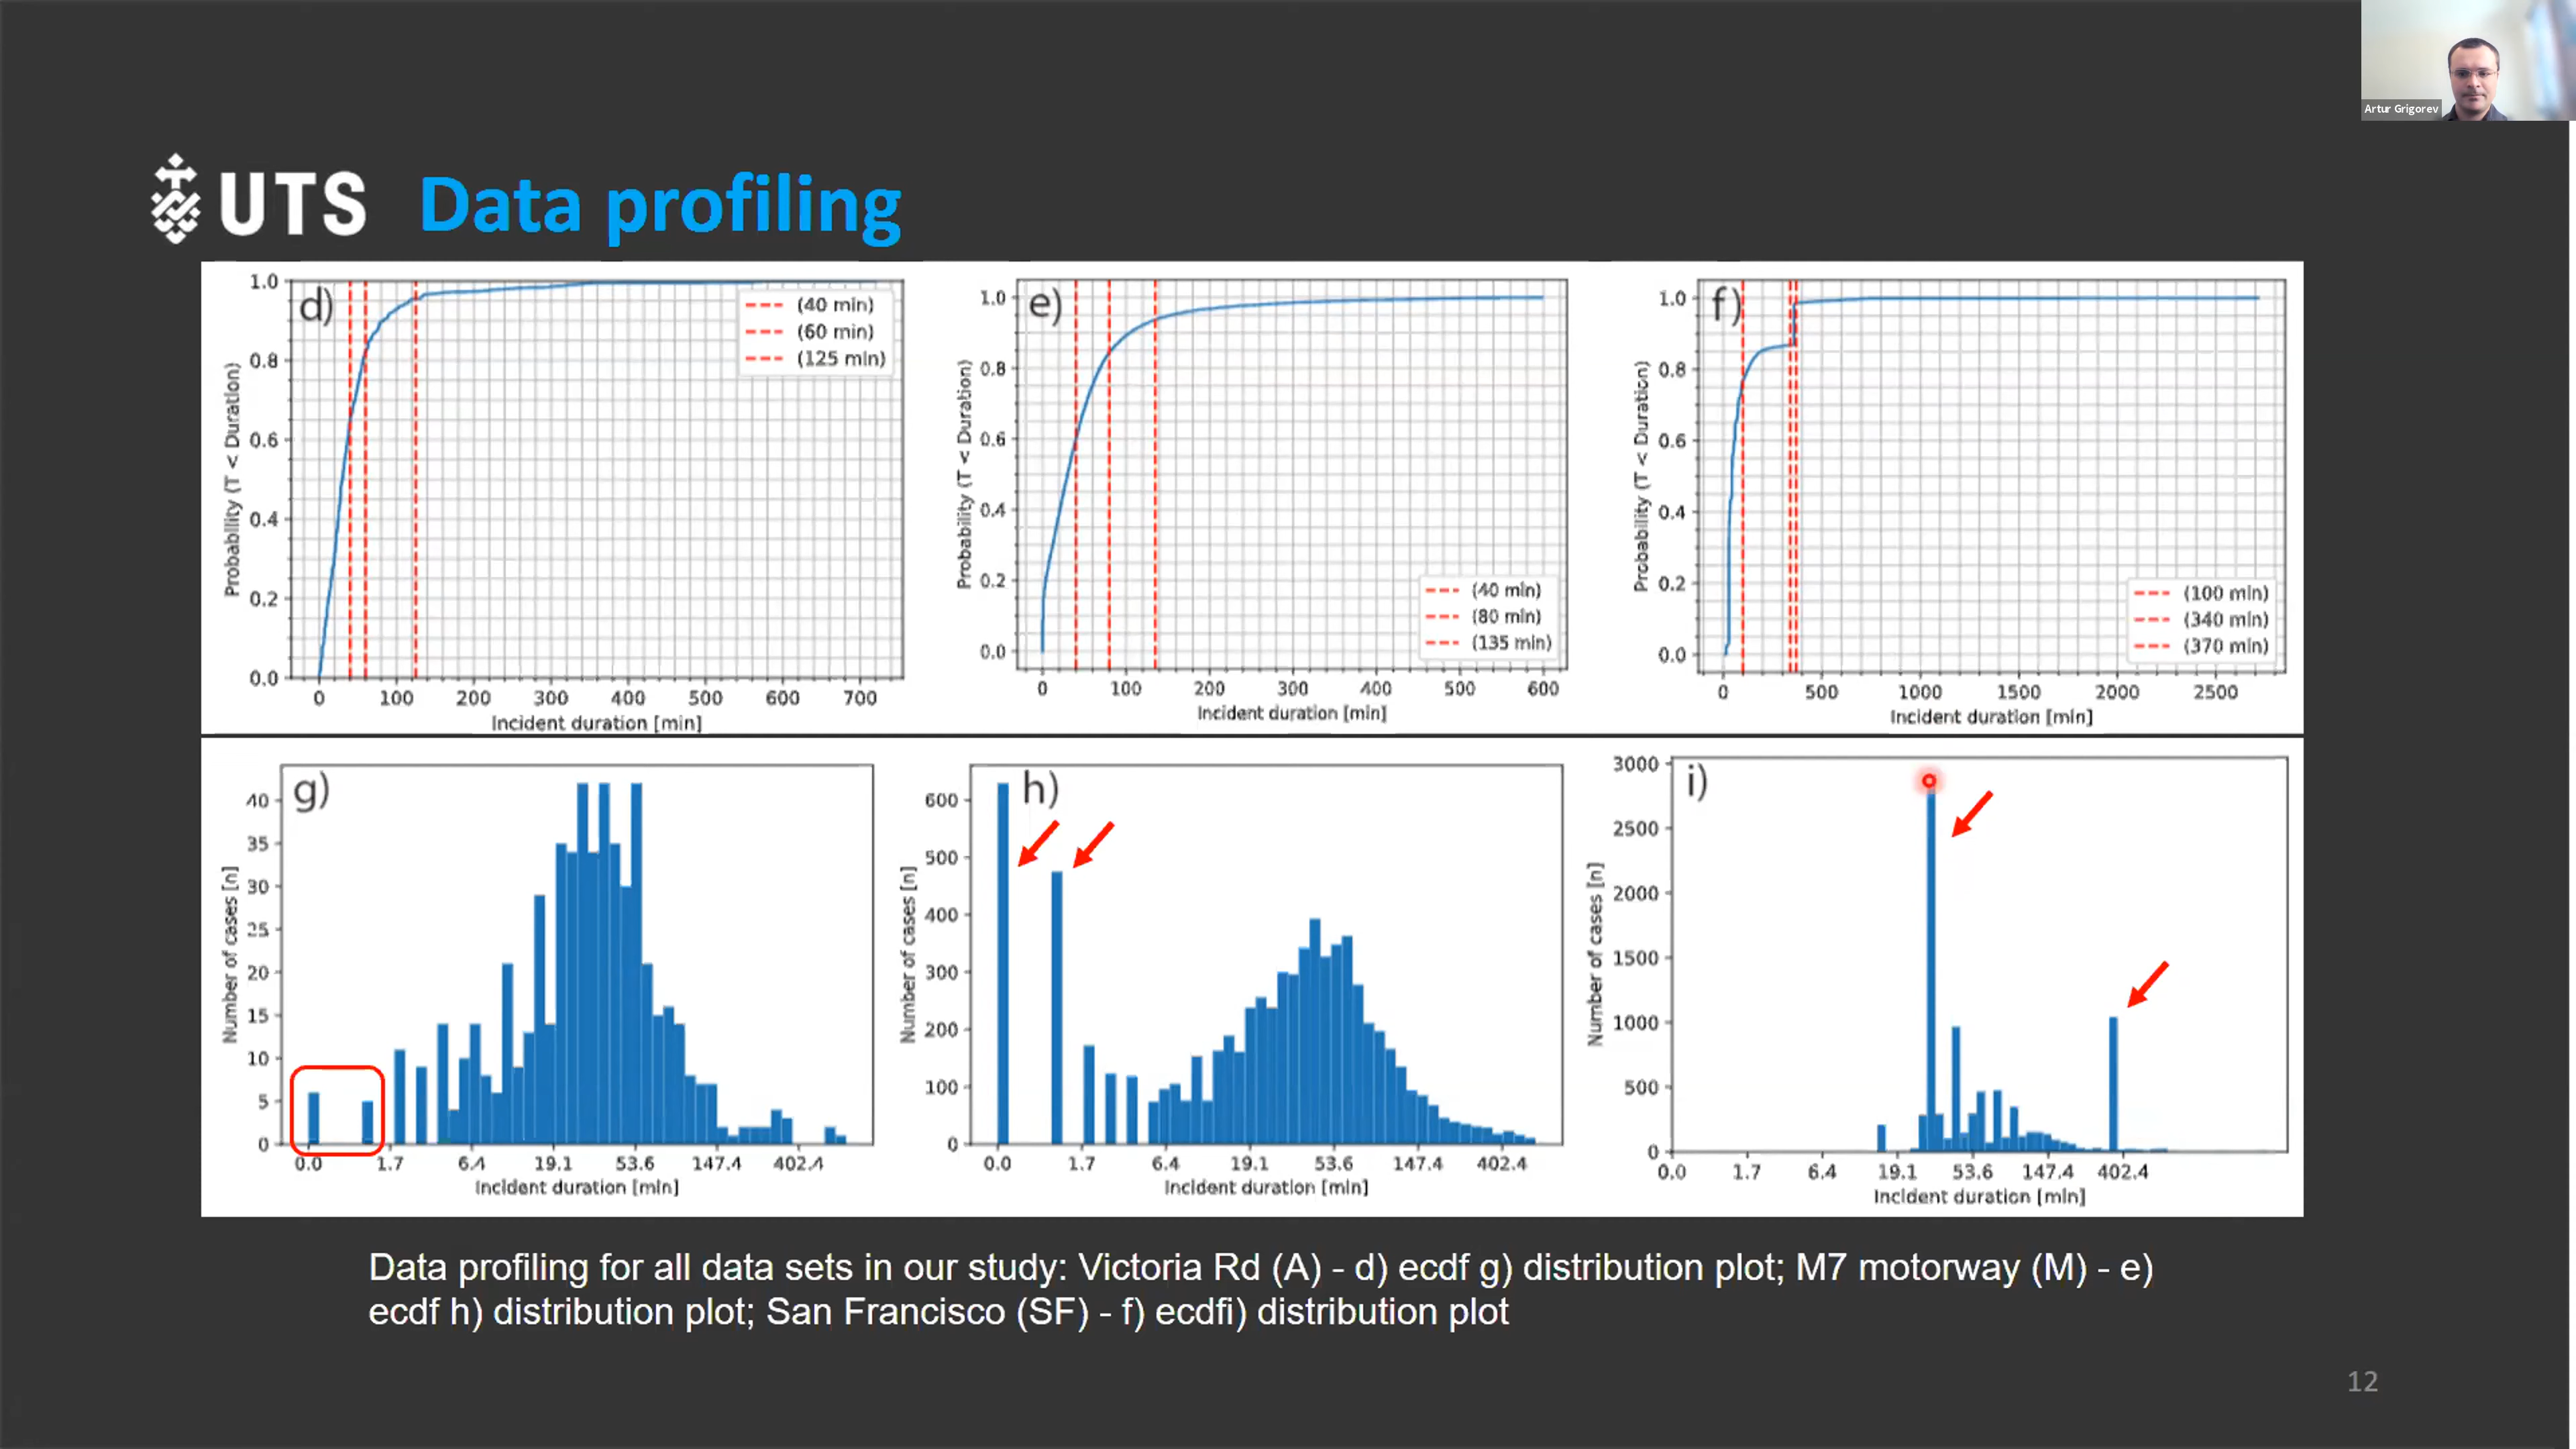 Artur Grigorev
UTS
Data profiling
d)
1.0
0.8
0.6
0.4
0.2
0.0
Probability (T < Duration)
(40 min)
(60 min)
(125 min)
0 100 200 300 400 500 600 700
Incident duration [min]
e)
1.0
0.8
0.6
0.4
0.2
0.0
Probability (T < Duration)
(40 min)
(80 min)
(135 min)
0 100 200 300 400 500 600
Incident duration [min]
f)
1.0
0.8
0.6
0.4
0.2
0.0
Probability (T < Duration)
(100 min)
(340 min)
(370 min)
0 500 1000 1500 2000 2500
Incident duration [min]
g)
40
35
30
25
20
15
10
5
0
Number of cases [n]
0.0 1.7 6.4 19.1 53.6 147.4 402.4
Incident duration [min]
h)
600
500
400
300
200
100
0
Number of cases [n]
0.0 1.7 6.4 19.1 53.6 147.4 402.4
Incident duration [min]
i)
3000
2500
2000
1500
1000
500
0
Number of cases [n]
0.0 1.7 6.4 19.1 53.6 147.4 402.4
Incident duration [min]
Data profiling for all data sets in our study: Victoria Rd (A) - d) ecdf g) distribution plot; M7 motorway (M) - e)
ecdf h) distribution plot; San Francisco (SF) - f) ecdfi) distribution plot
12